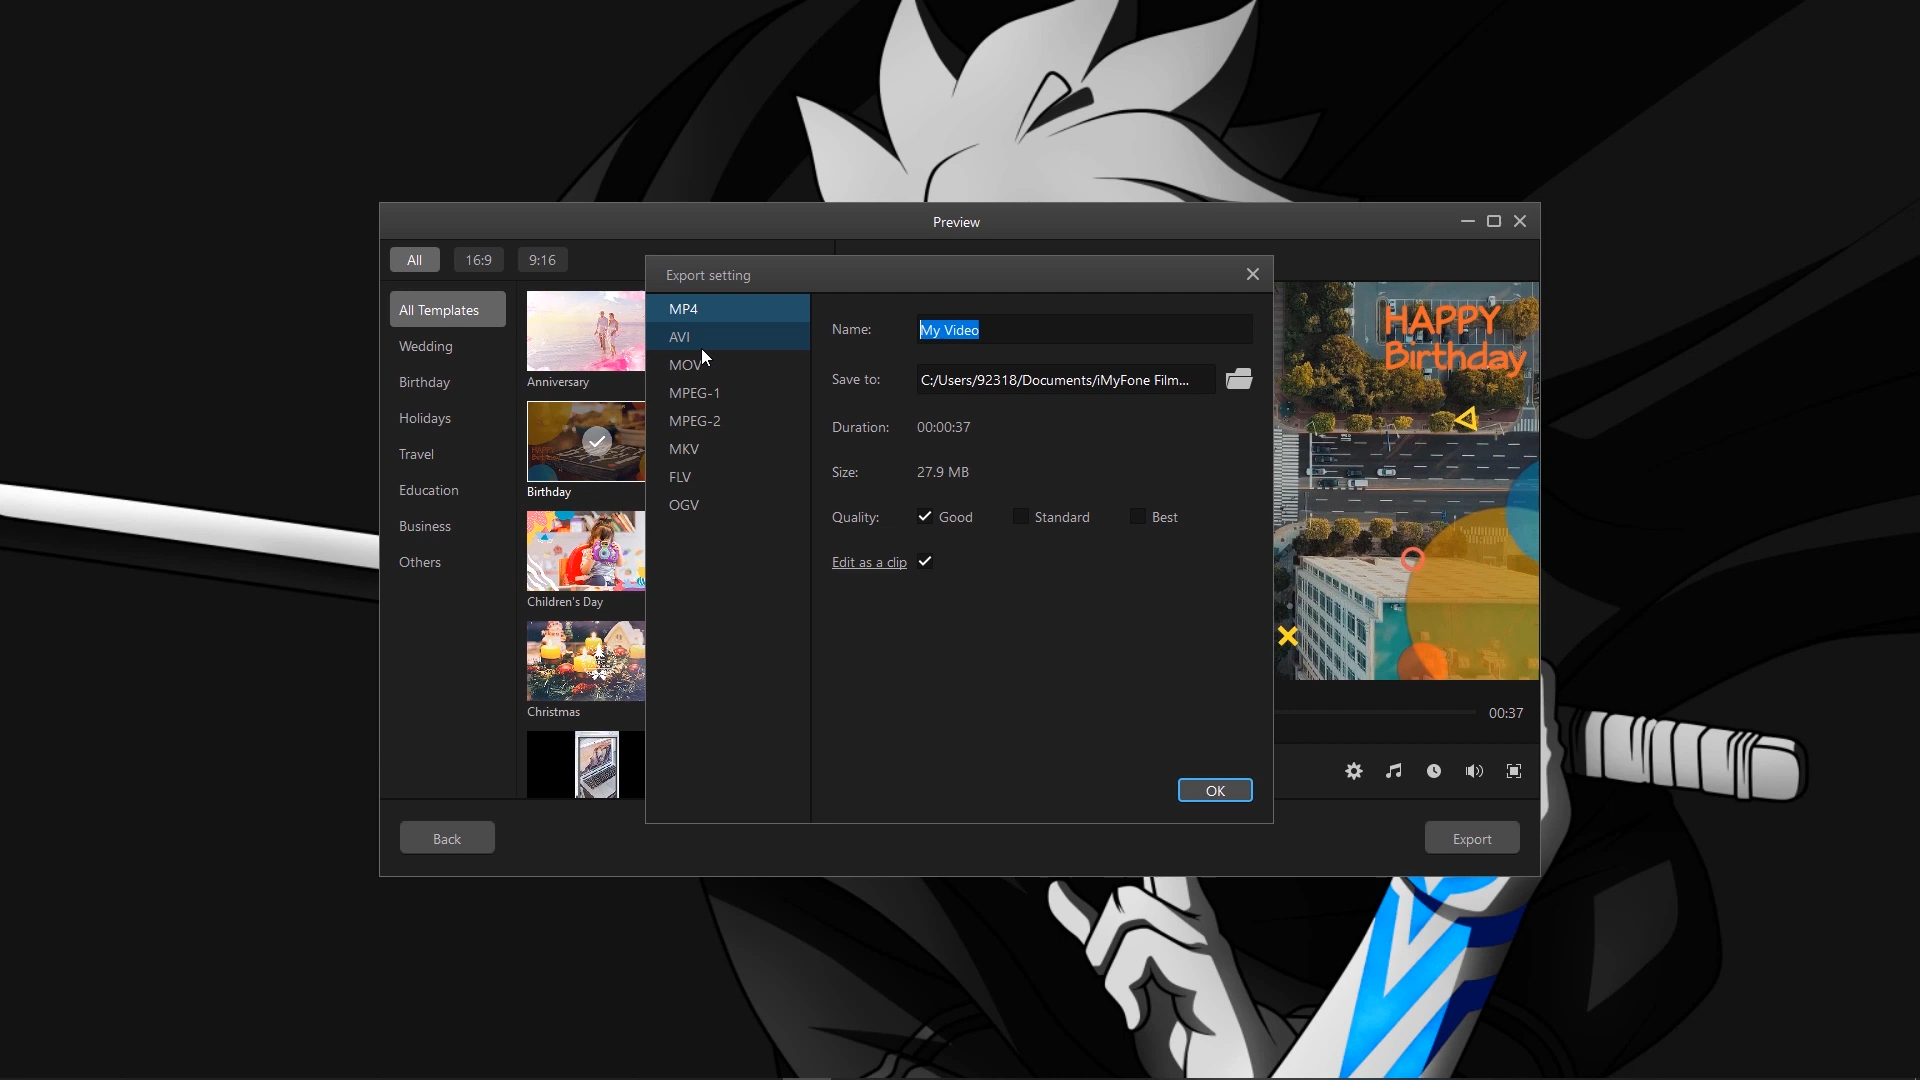 Preview
All
16:9
9:16
All Templates
Wedding
Birthday
Holidays
Travel
Education
Business
Others
Anniversary
Birthday
Children's Day
Christmas
Export setting
MP4
AVI
MOV
MPEG-1
MPEG-2
MKV
FLV
OGV
Name:
My Video
Save to:
C:/Users/92318/Documents/iMyFone Film...
Duration:
00:00:37
Size:
27.9 MB
Quality:
Good
Standard
Best
Edit as a clip
OK
HAPPY
Birthday
00:37
Back
Export